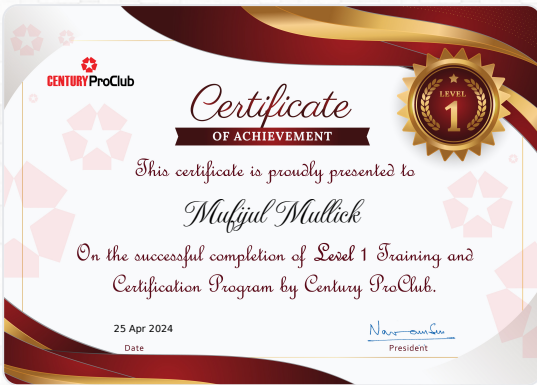 CENTURY ProClub
Certificate
OF ACHIEVEMENT
LEVEL
1
This certificate is proudly presented to
Mufijul Mullick
On the successful completion of Level 1 Training and
Certification Program by Century ProClub.
25 Apr 2024
Date
President